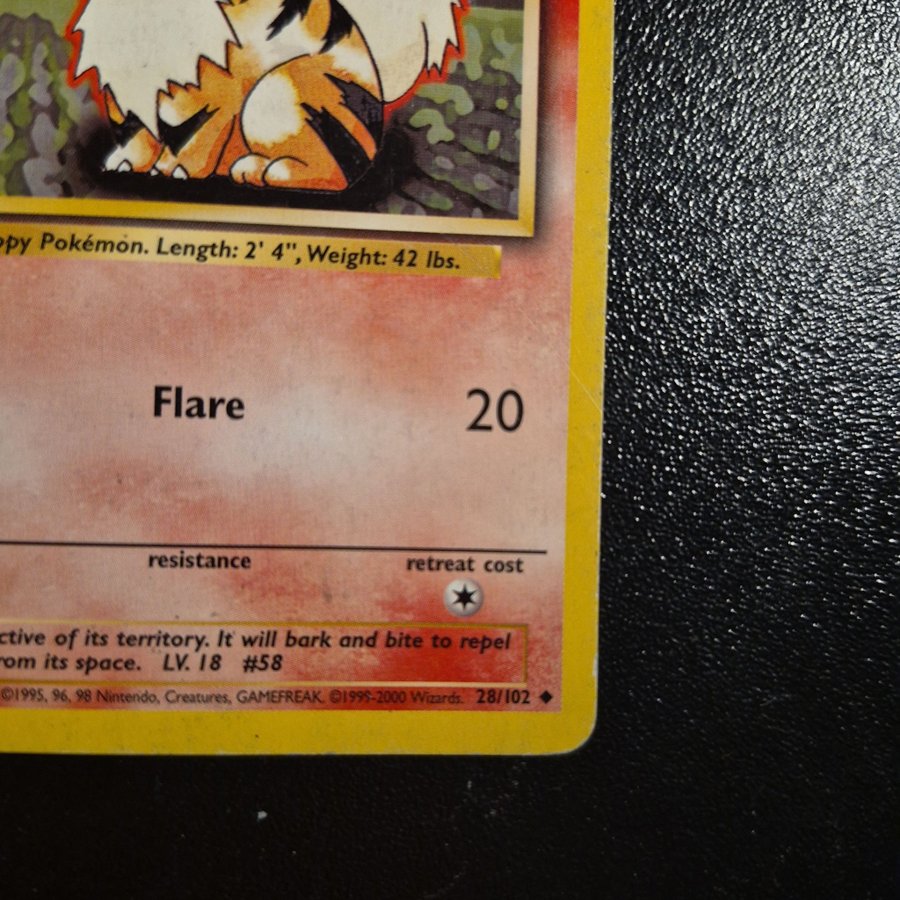 ppy Pokémon. Length: 2' 4", Weight: 42 lbs.
Flare 20
resistance retreat cost
ctive of its territory. It will bark and bite to repel
rom its space. LV. 18 #58
©1995, 96, 98 Nintendo, Creatures, GAMEFREAK. ©1995-2000 Wizards. 28/102